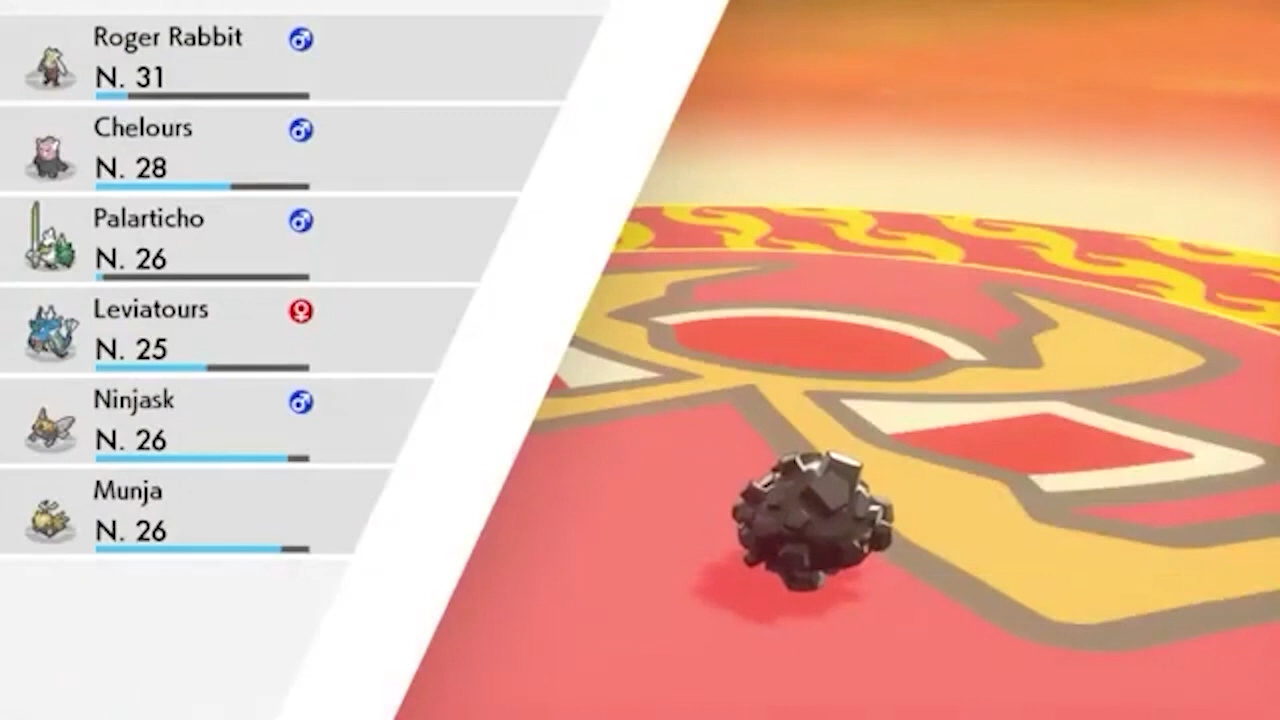 Roger Rabbit ♂
N. 31
Chelours ♂
N. 28
Palarticho ♂
N. 26
Leviatours ♀
N. 25
Ninjask ♂
N. 26
Munja
N. 26